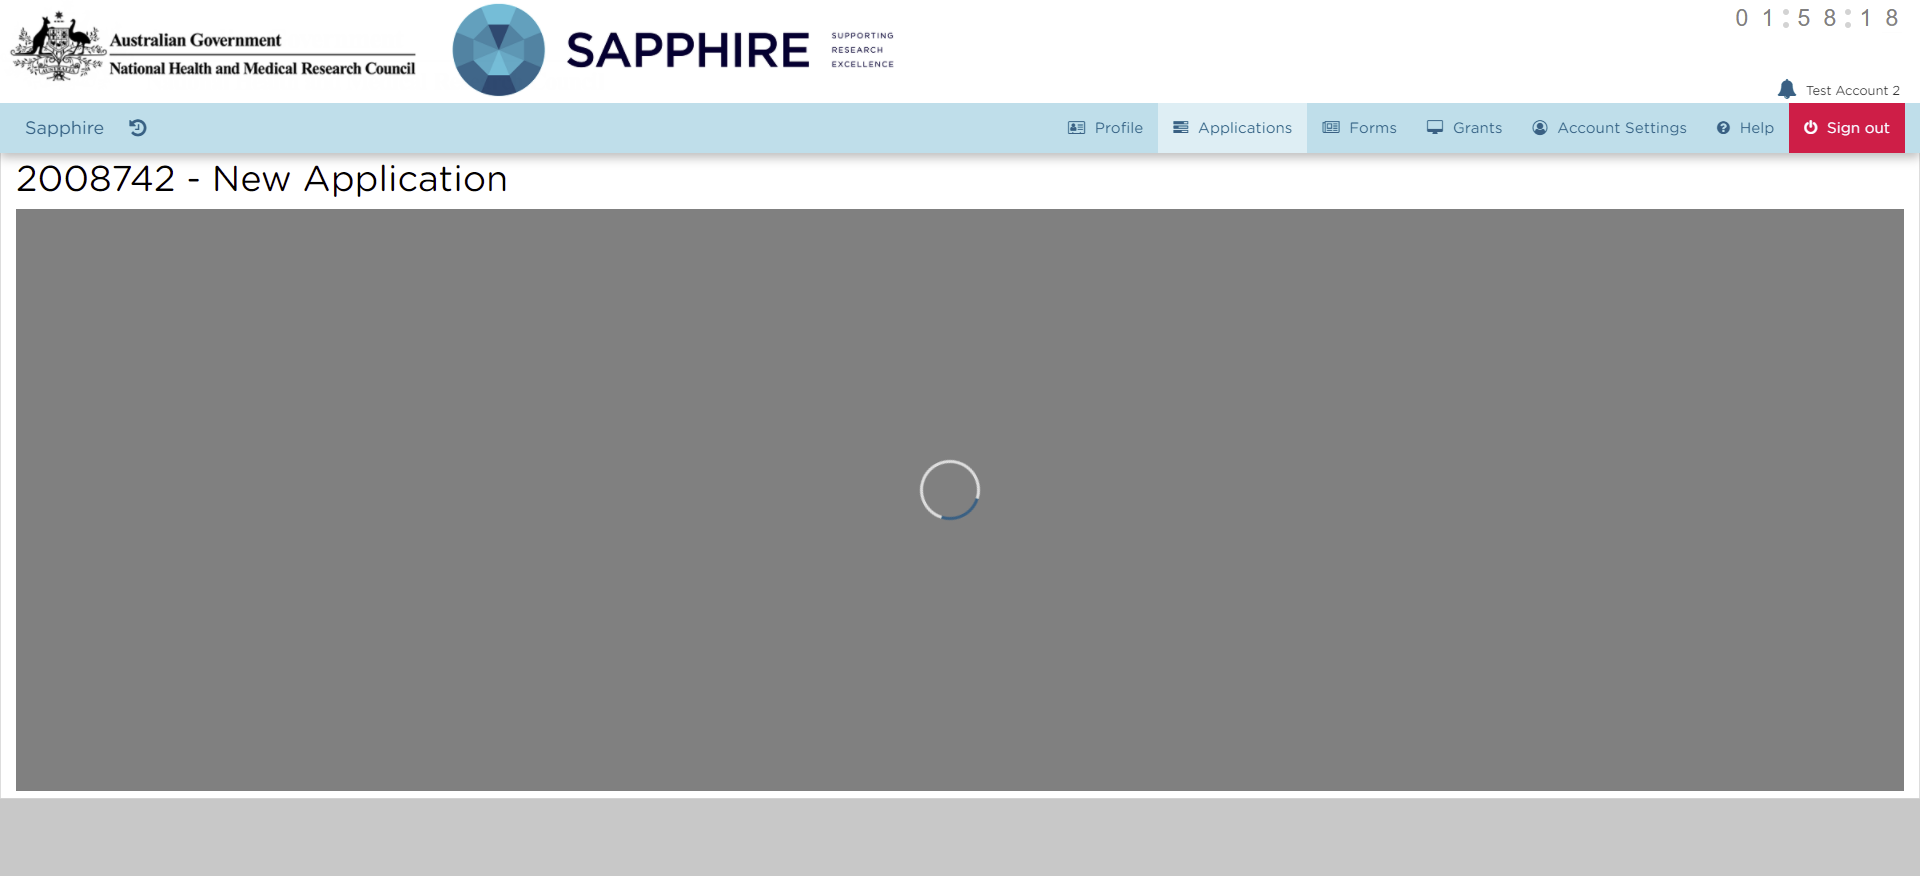 Australian Government
National Health and Medical Research Council
SAPPHIRE
SUPPORTING
RESEARCH
EXCELLENCE
01:58:18
Test Account 2
Sapphire
Profile
Applications
Forms
Grants
Account Settings
Help
Sign out
2008742 - New Application